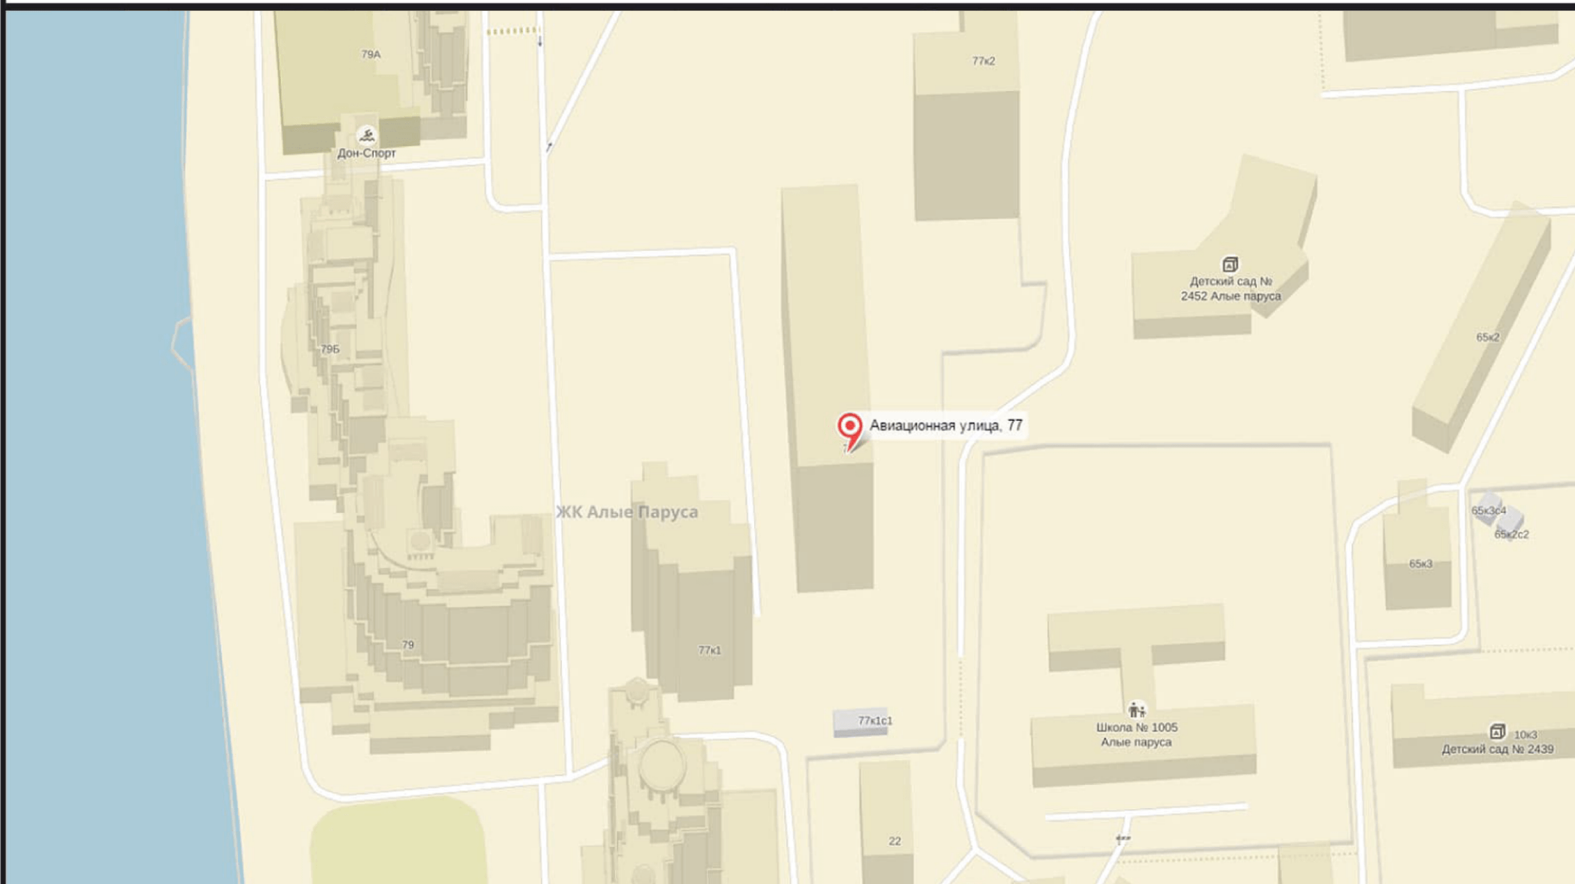 79А
77к2
Дон-Спорт
Детский сад №
2452 Алые паруса
65к2
79Б
Авиационная улица, 77
ЖК Алые Паруса
65к3с4
65к2с2
65к3
79
77к1
77к1с1
Школа № 1005
Алые паруса
10к3
Детский сад № 2439
22